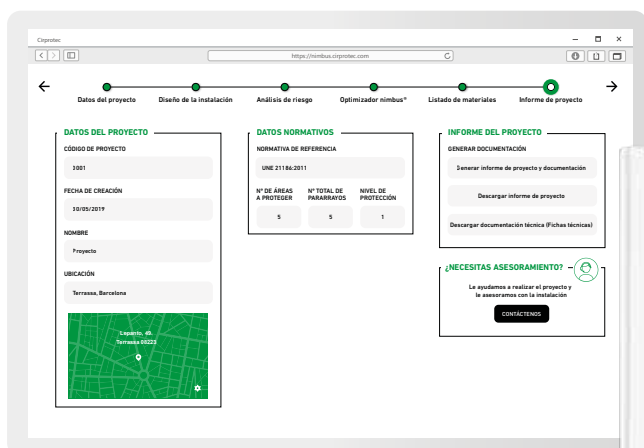 Cirprotec
https://nimbus.cirprotec.com
Datos del proyecto
Diseño de la instalación
Análisis de riesgo
Optimizador nimbus®
Listado de materiales
Informe de proyecto
DATOS DEL PROYECTO
CÓDIGO DE PROYECTO
3001
FECHA DE CREACIÓN
30/05/2019
NOMBRE
Proyecto
UBICACIÓN
Terrassa, Barcelona
Lepanto, 49.
Terrassa 08223
DATOS NORMATIVOS
NORMATIVA DE REFERENCIA
UNE 21186:2011
Nº DE ÁREAS
A PROTEGER
Nº TOTAL DE
PARARRAYOS
NIVEL DE
PROTECCIÓN
5
5
1
INFORME DEL PROYECTO
GENERAR DOCUMENTACIÓN
Generar informe de proyecto y documentación
Descargar informe de proyecto
Descargar documentación técnica (Fichas técnicas)
¿NECESITAS ASESORAMIENTO?
Le ayudamos a realizar el proyecto y
le asesoramos con la instalación
CONTÁCTENOS